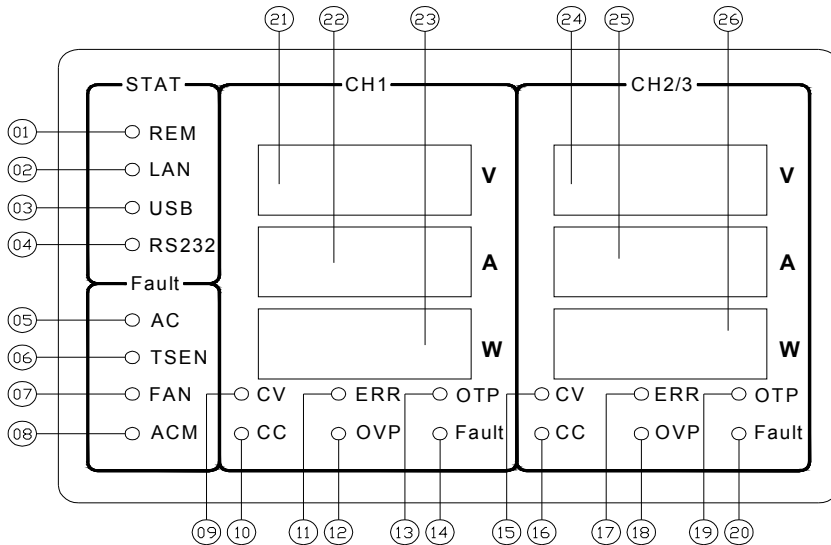 21 22 23 24 25 26
STAT CH1 CH2/3
01 REM
02 LAN V V
03 USB
04 RS232
A A
Fault
05 AC
06 TSEN W W
07 FAN CV ERR OTP CV ERR OTP
08 ACM CC OVP Fault CC OVP Fault
09 10 11 12 13 14 15 16 17 18 19 20